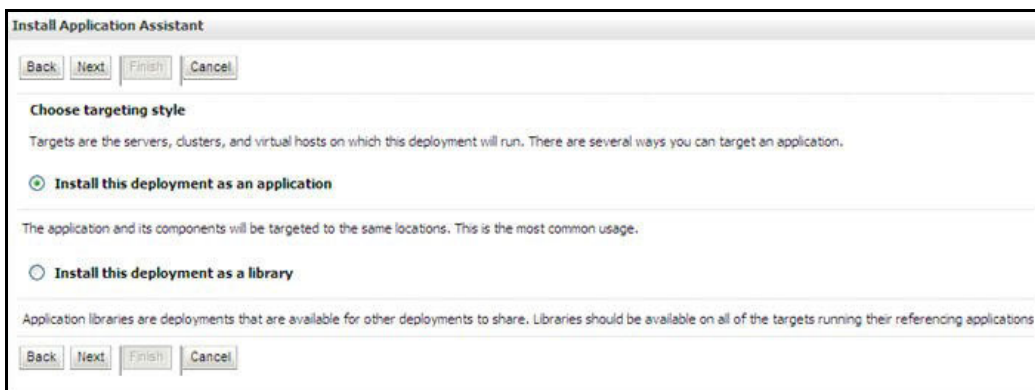 Install Application Assistant
Back Next Finish Cancel
Choose targeting style
Targets are the servers, clusters, and virtual hosts on which this deployment will run. There are several ways you can target an application.
Install this deployment as an application
The application and its components will be targeted to the same locations. This is the most common usage.
Install this deployment as a library
Application libraries are deployments that are available for other deployments to share. Libraries should be available on all of the targets running their referencing applications
Back Next Finish Cancel